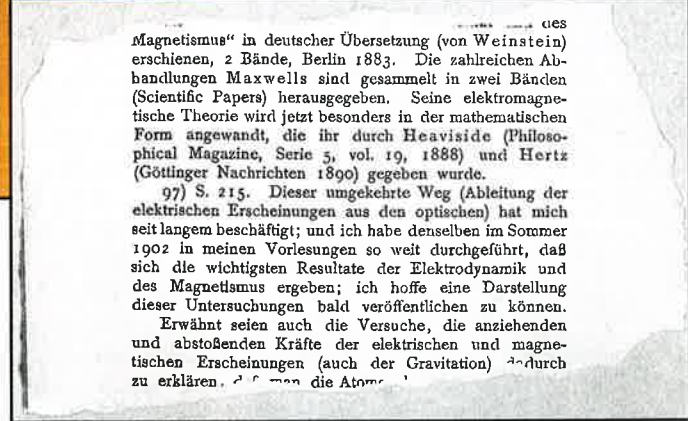 des
Magnetismus“ in deutscher Übersetzung (von Weinstein)
erschienen, 2 Bände, Berlin 1883. Die zahlreichen Ab-
handlungen Maxwells sind gesammelt in zwei Bänden
(Scientific Papers) herausgegeben. Seine elektromagne-
tische Theorie wird jetzt besonders in der mathematischen
Form angewandt, die ihr durch Heaviside (Philoso-
phical Magazine, Serie 5, vol. 19, 1888) und Hertz
(Göttinger Nachrichten 1890) gegeben wurde.
97) S. 215. Dieser umgekehrte Weg (Ableitung der
elektrischen Erscheinungen aus den optischen) hat mich
seit langem beschäftigt; und ich habe denselben im Sommer
1902 in meinen Vorlesungen so weit durchgeführt, daß
sich die wichtigsten Resultate der Elektrodynamik und
des Magnetismus ergeben; ich hoffe eine Darstellung
dieser Untersuchungen bald veröffentlichen zu können.
Erwähnt seien auch die Versuche, die anziehenden
und abstoßenden Kräfte der elektrischen und magne-
tischen Erscheinungen (auch der Gravitation) dadurch
zu erklären, daß man die Atome